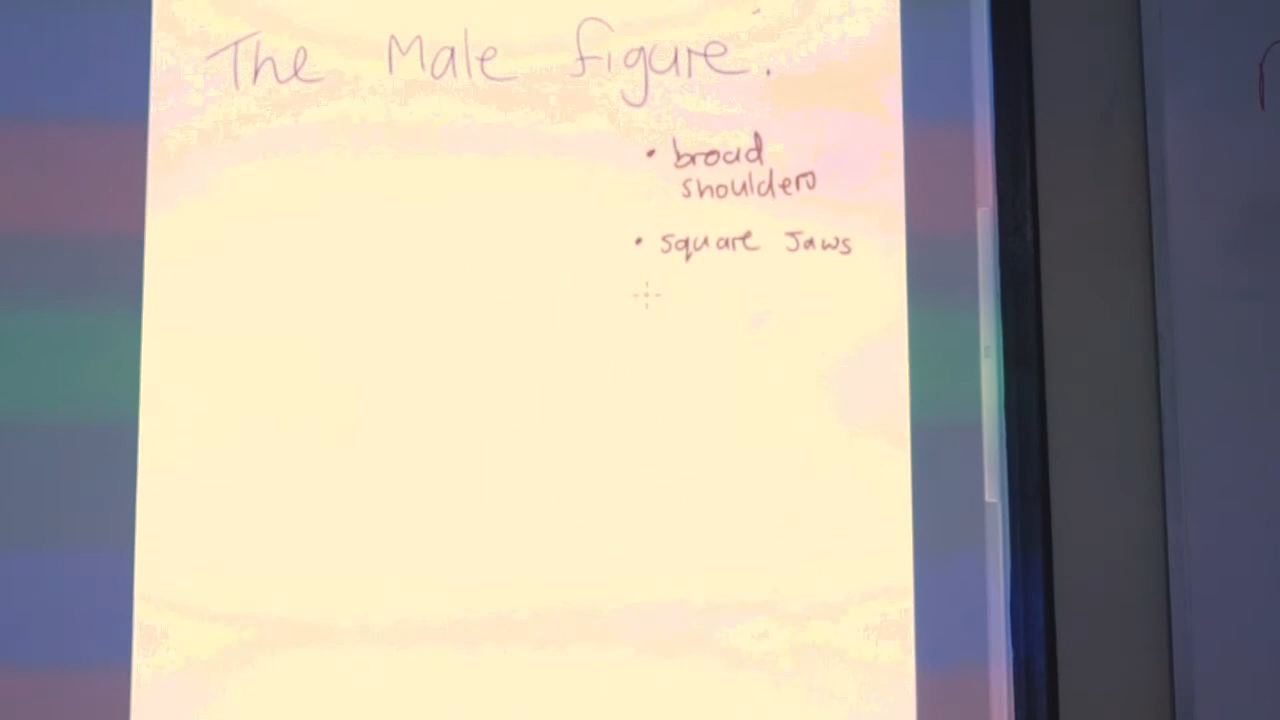 The Male figure.
• broad
shoulders
• square Jaws